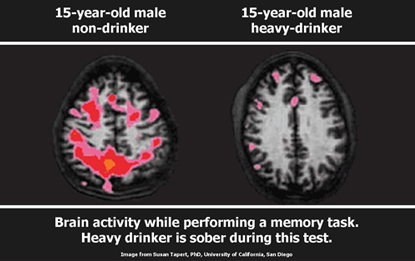 15-year-old male
non-drinker
15-year-old male
heavy-drinker
Brain activity while performing a memory task.
Heavy drinker is sober during this test.
Image from Susan Tapert, PhD, University of California, San Diego